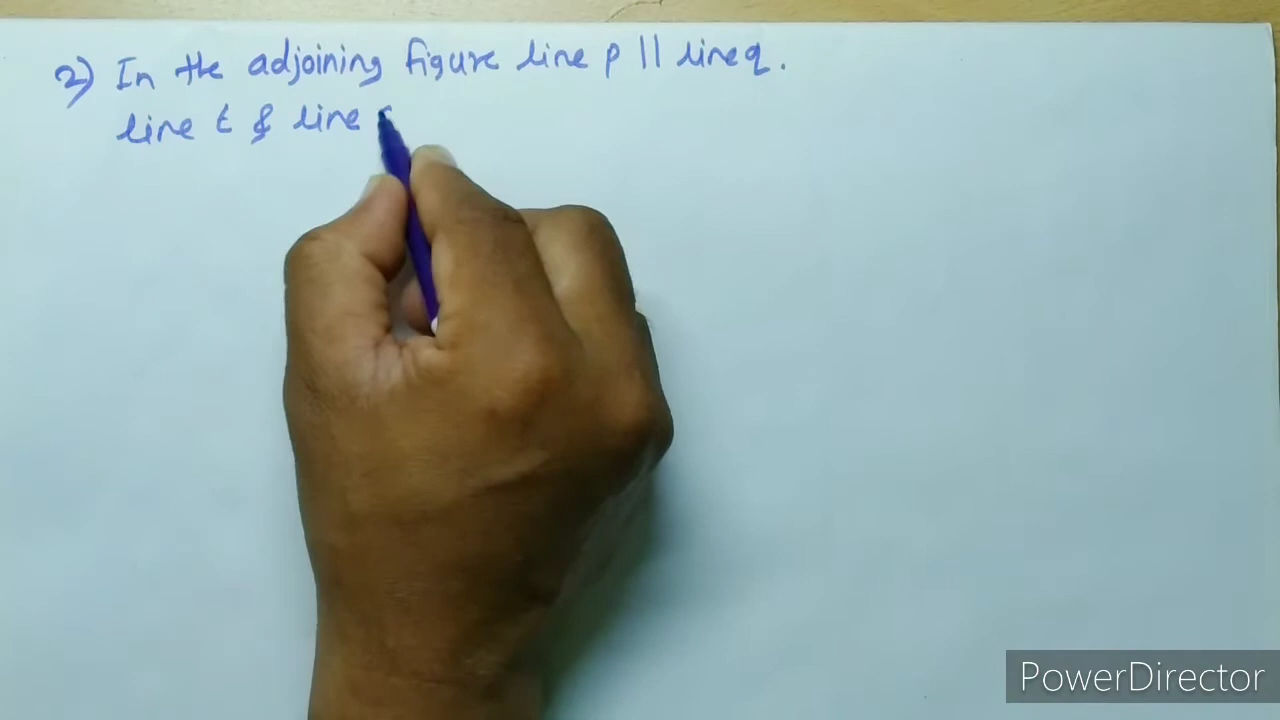 2) In the adjoining figure line p || line q.
line t & line
PowerDirector